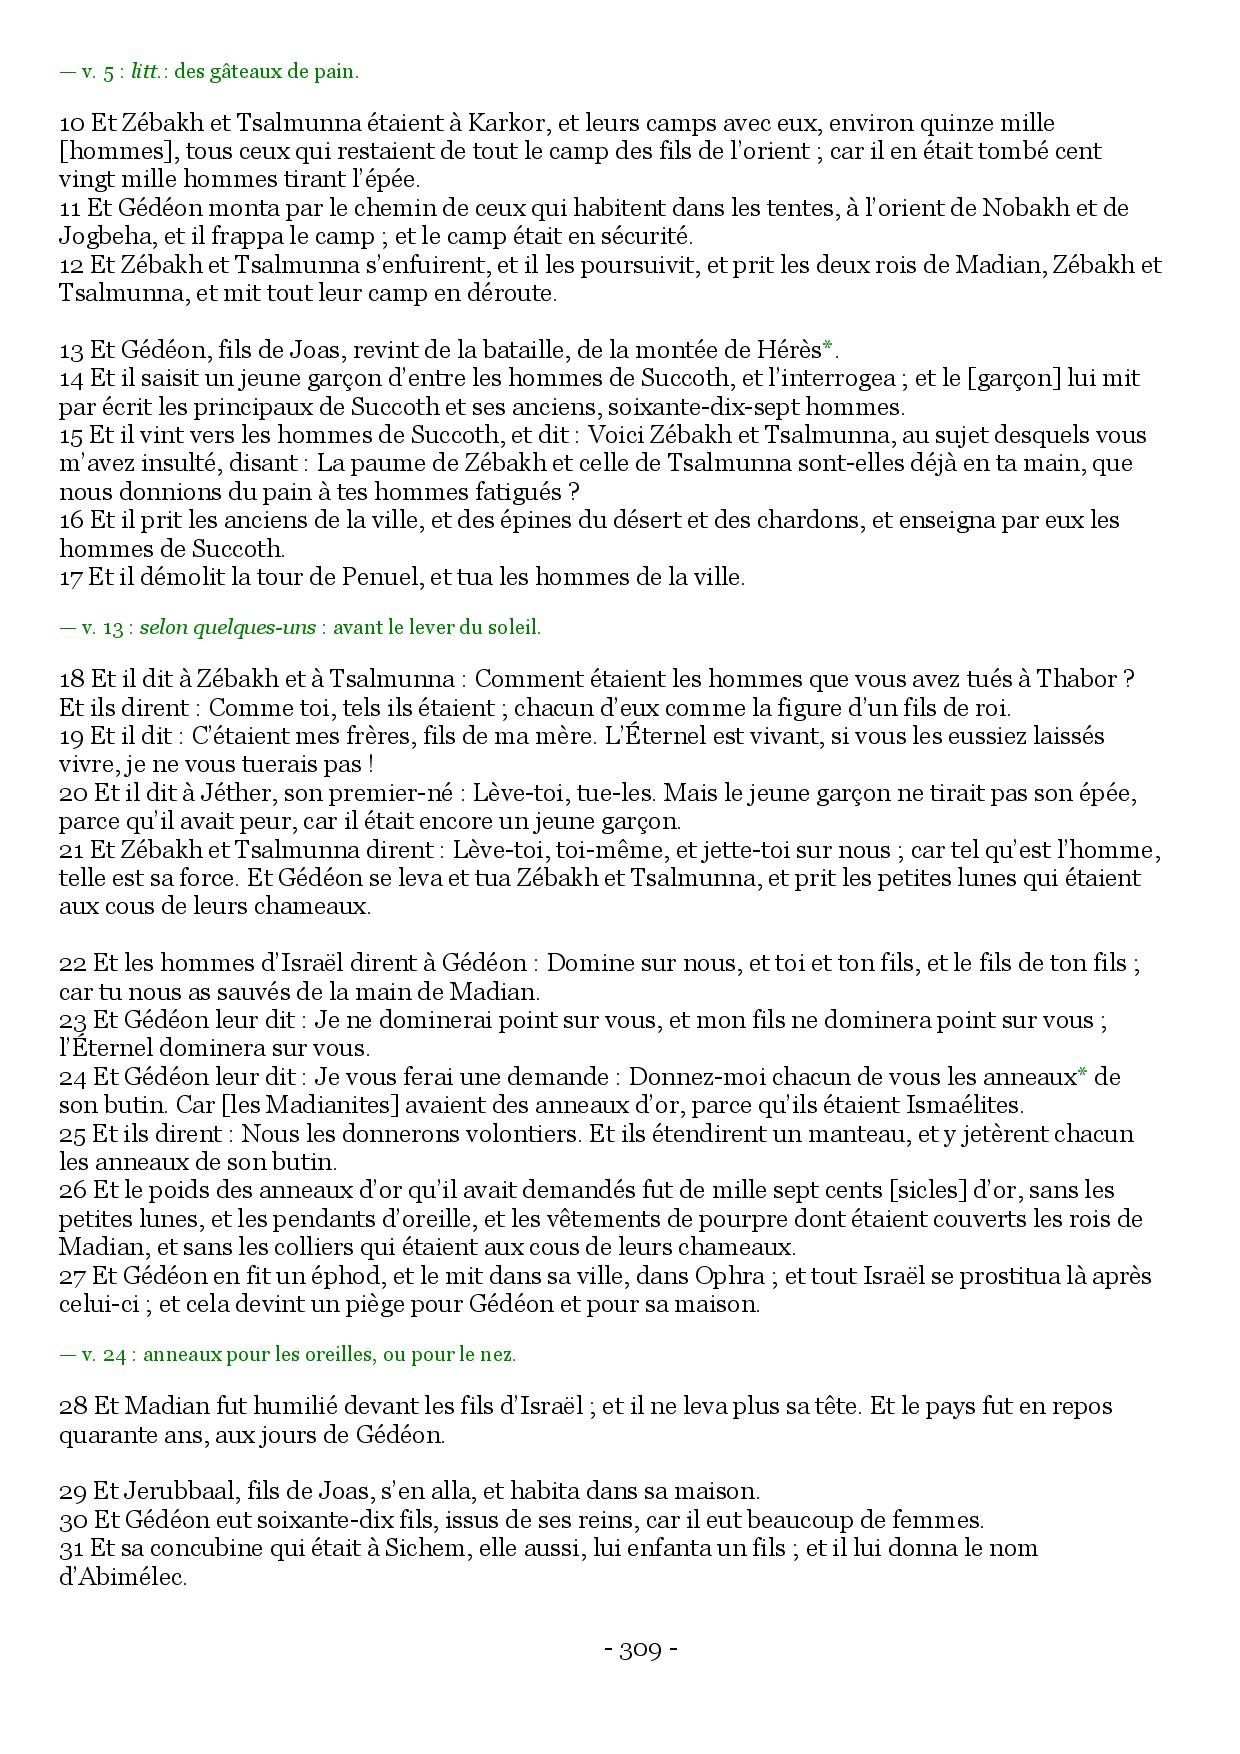 — v. 5 : litt.: des gâteaux de pain.
10 Et Zébakh et Tsalmunna étaient à Karkor, et leurs camps avec eux, environ quinze mille
[hommes], tous ceux qui restaient de tout le camp des fils de l’orient ; car il en était tombé cent
vingt mille hommes tirant l’épée.
11 Et Gédéon monta par le chemin de ceux qui habitent dans les tentes, à l’orient de Nobakh et de
Jogbeha, et il frappa le camp ; et le camp était en sécurité.
12 Et Zébakh et Tsalmunna s’enfuirent, et il les poursuivit, et prit les deux rois de Madian, Zébakh et
Tsalmunna, et mit tout leur camp en déroute.
13 Et Gédéon, fils de Joas, revint de la bataille, de la montée de Hérès*.
14 Et il saisit un jeune garçon d’entre les hommes de Succoth, et l’interrogea ; et le [garçon] lui mit
par écrit les principaux de Succoth et ses anciens, soixante-dix-sept hommes.
15 Et il vint vers les hommes de Succoth, et dit : Voici Zébakh et Tsalmunna, au sujet desquels vous
m’avez insulté, disant : La paume de Zébakh et celle de Tsalmunna sont-elles déjà en ta main, que
nous donnions du pain à tes hommes fatigués ?
16 Et il prit les anciens de la ville, et des épines du désert et des chardons, et enseigna par eux les
hommes de Succoth.
17 Et il démolit la tour de Penuel, et tua les hommes de la ville.
— v. 13 : selon quelques-uns : avant le lever du soleil.
18 Et il dit à Zébakh et à Tsalmunna : Comment étaient les hommes que vous avez tués à Thabor ?
Et ils dirent : Comme toi, tels ils étaient ; chacun d’eux comme la figure d’un fils de roi.
19 Et il dit : C’étaient mes frères, fils de ma mère. L’Éternel est vivant, si vous les eussiez laissés
vivre, je ne vous tuerais pas !
20 Et il dit à Jéther, son premier-né : Lève-toi, tue-les. Mais le jeune garçon ne tirait pas son épée,
parce qu’il avait peur, car il était encore un jeune garçon.
21 Et Zébakh et Tsalmunna dirent : Lève-toi, toi-même, et jette-toi sur nous ; car tel qu’est l’homme,
telle est sa force. Et Gédéon se leva et tua Zébakh et Tsalmunna, et prit les petites lunes qui étaient
aux cous de leurs chameaux.
22 Et les hommes d’Israël dirent à Gédéon : Domine sur nous, et toi et ton fils, et le fils de ton fils ;
car tu nous as sauvés de la main de Madian.
23 Et Gédéon leur dit : Je ne dominerai point sur vous, et mon fils ne dominera point sur vous ;
l’Éternel dominera sur vous.
24 Et Gédéon leur dit : Je vous ferai une demande : Donnez-moi chacun de vous les anneaux* de
son butin. Car [les Madianites] avaient des anneaux d’or, parce qu’ils étaient Ismaélites.
25 Et ils dirent : Nous les donnerons volontiers. Et ils étendirent un manteau, et y jetèrent chacun
les anneaux de son butin.
26 Et le poids des anneaux d’or qu’il avait demandés fut de mille sept cents [sicles] d’or, sans les
petites lunes, et les pendants d’oreille, et les vêtements de pourpre dont étaient couverts les rois de
Madian, et sans les colliers qui étaient aux cous de leurs chameaux.
27 Et Gédéon en fit un éphod, et le mit dans sa ville, dans Ophra ; et tout Israël se prostitua là après
celui-ci ; et cela devint un piège pour Gédéon et pour sa maison.
— v. 24 : anneaux pour les oreilles, ou pour le nez.
28 Et Madian fut humilié devant les fils d’Israël ; et il ne leva plus sa tête. Et le pays fut en repos
quarante ans, aux jours de Gédéon.
29 Et Jerubbaal, fils de Joas, s’en alla, et habita dans sa maison.
30 Et Gédéon eut soixante-dix fils, issus de ses reins, car il eut beaucoup de femmes.
31 Et sa concubine qui était à Sichem, elle aussi, lui enfanta un fils ; et il lui donna le nom
d’Abimélec.
- 309 -